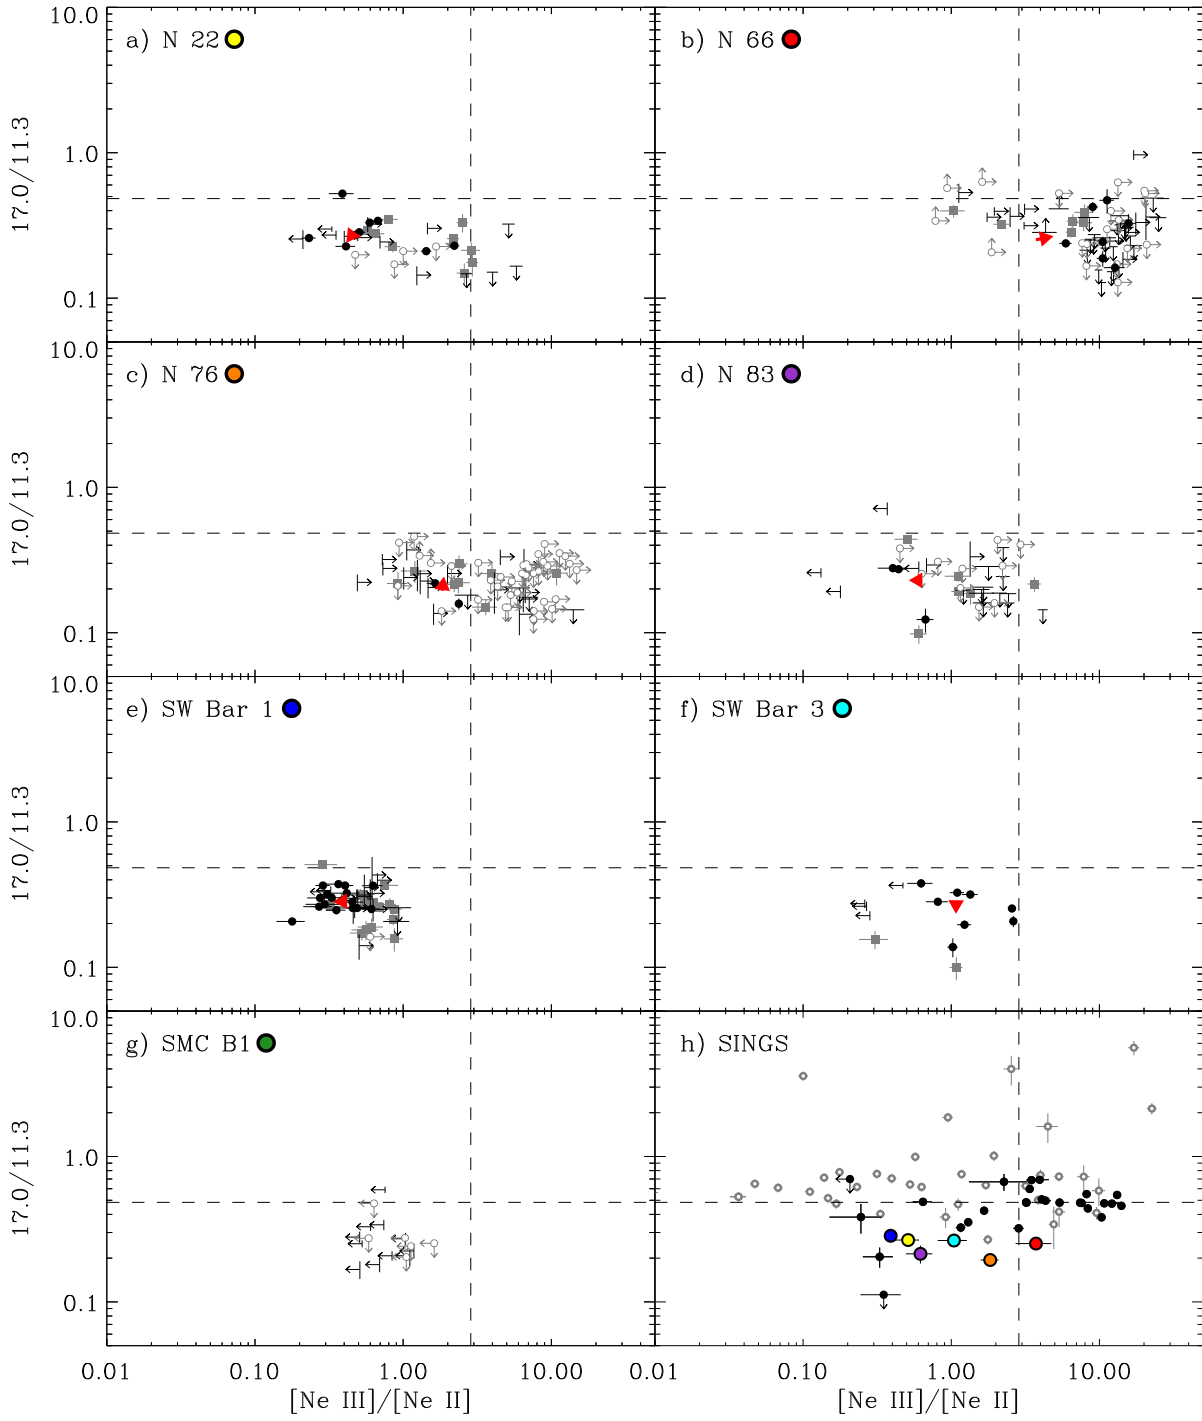 10.0
a) N 22
b) N 66
1.0
17.0/11.3
0.1
10.0
c) N 76
d) N 83
1.0
17.0/11.3
0.1
10.0
e) SW Bar 1
f) SW Bar 3
1.0
17.0/11.3
0.1
10.0
g) SMC B1
h) SINGS
1.0
17.0/11.3
0.1
0.01 0.10 1.00 10.00 0.01 0.10 1.00 10.00
[Ne III]/[Ne II] [Ne III]/[Ne II]